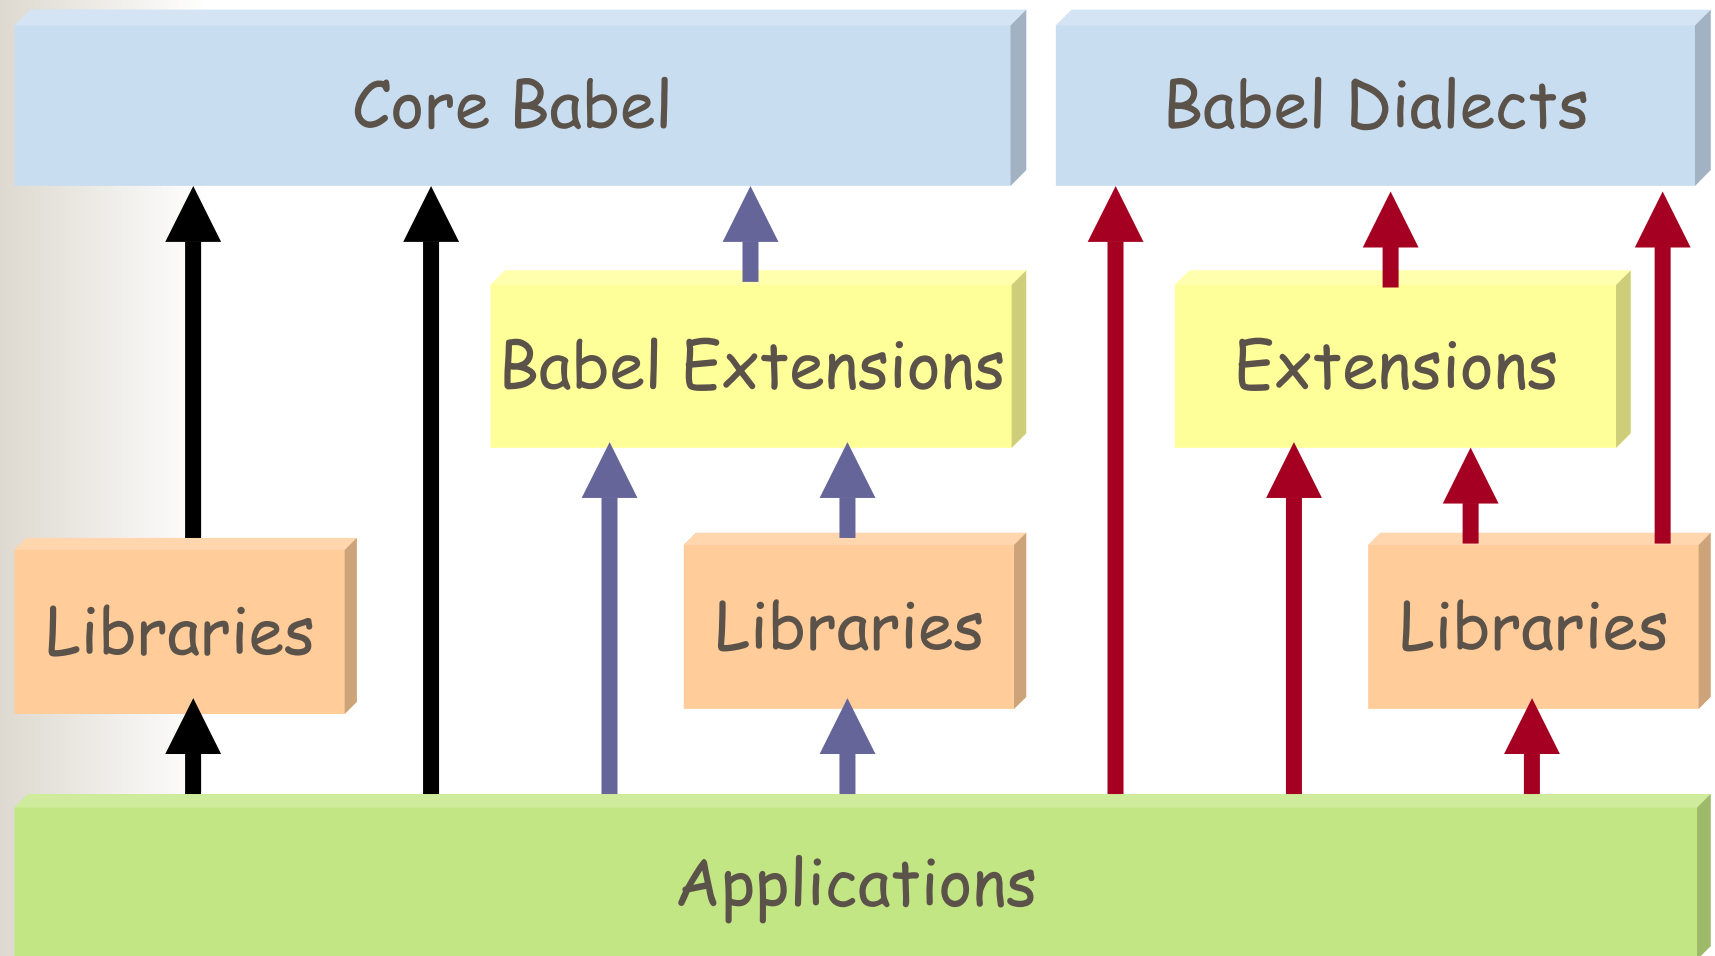 Core Babel
Babel Dialects
Babel Extensions
Extensions
Libraries
Libraries
Libraries
Applications